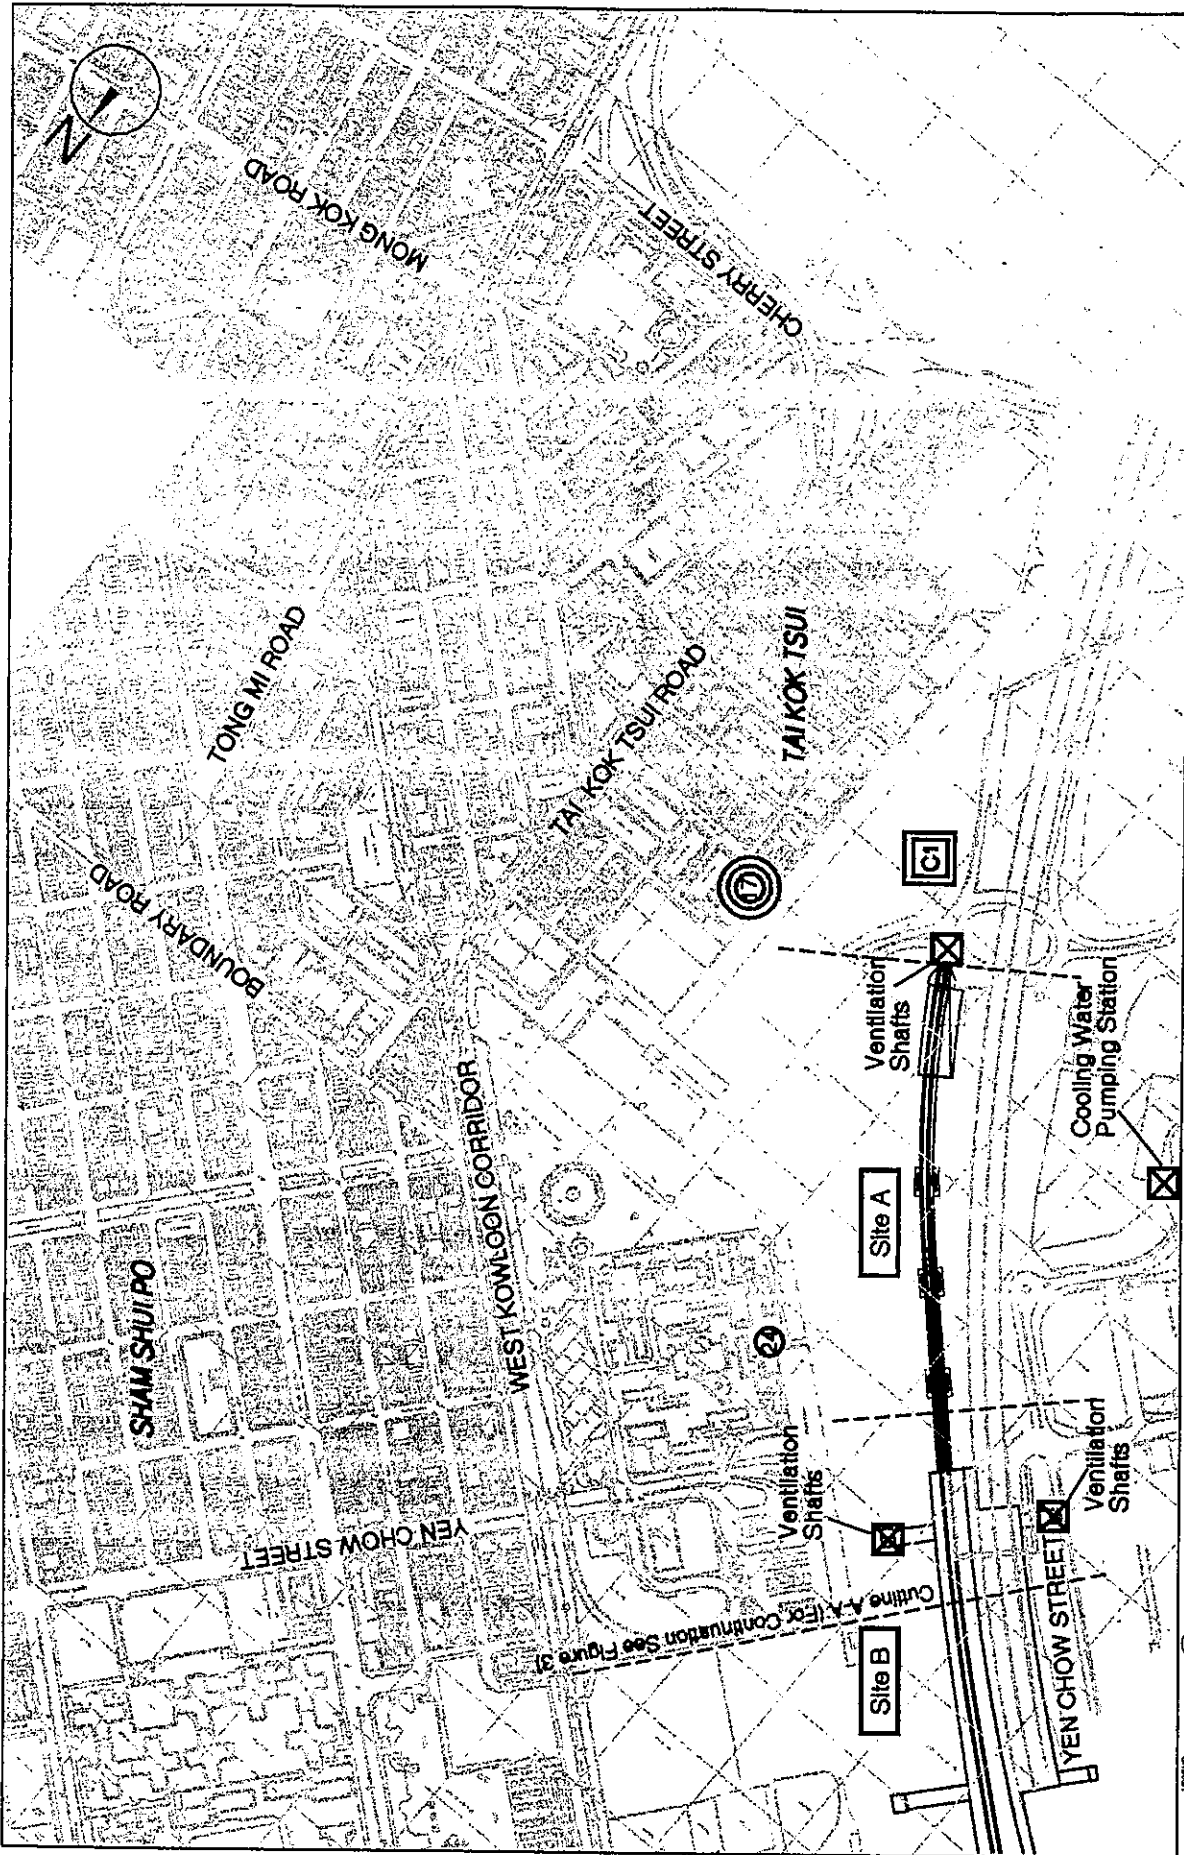 N
MONG KOK ROAD
CHERRY STREET
TONG MI ROAD
TAI KOK TSUI ROAD
TAI KOK TSUI
BOUNDARY ROAD
17
C1
Ventilation
Shafts
Cooling Water
Pumping Station
WEST KOWLOON CORRIDOR
SHAM SHUI PO
Site A
24
Ventilation
Shafts
Ventilation
Shafts
YEN CHOW STREET
YEN CHOW STREET
Cutline A-A (For Continuation See Figure 3)
Site B